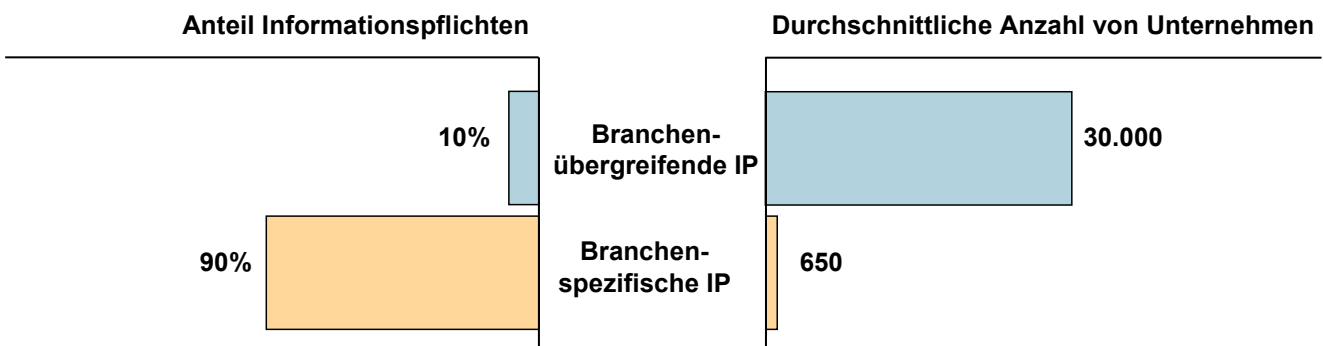 Anteil Informationspflichten
Durchschnittliche Anzahl von Unternehmen
10%
Branchen-
übergreifende IP
30.000
90%
Branchen-
spezifische IP
650